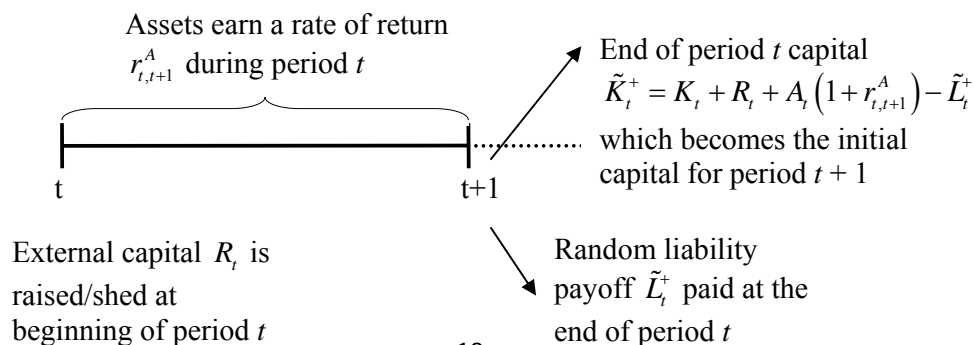 Assets earn a rate of return
r^A_{t,t+1} during period t
t
t+1
End of period t capital
K̃_t^+ = K_t + R_t + A_t (1 + r^A_{t,t+1}) − L̃_t^+
which becomes the initial
capital for period t + 1
External capital R_t is
raised/shed at
beginning of period t
Random liability
payoff L̃_t^+ paid at the
end of period t